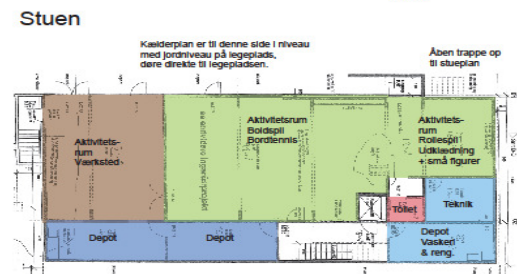 Stuen
Kælderplan er til denne side i niveau
med jordniveau på legeplads,
døre direkte til legepladsen.
Åben trappe op
til stueplan
Aktivitets-
rum
Værksted
Aktivitetsrum
Boldspil
Bordtennis
Aktivitets-
rum
Rollespil
Udklædning
+ små figurer
Toilet
Teknik
Depot
Depot
Depot
Vaskeri
& reng.